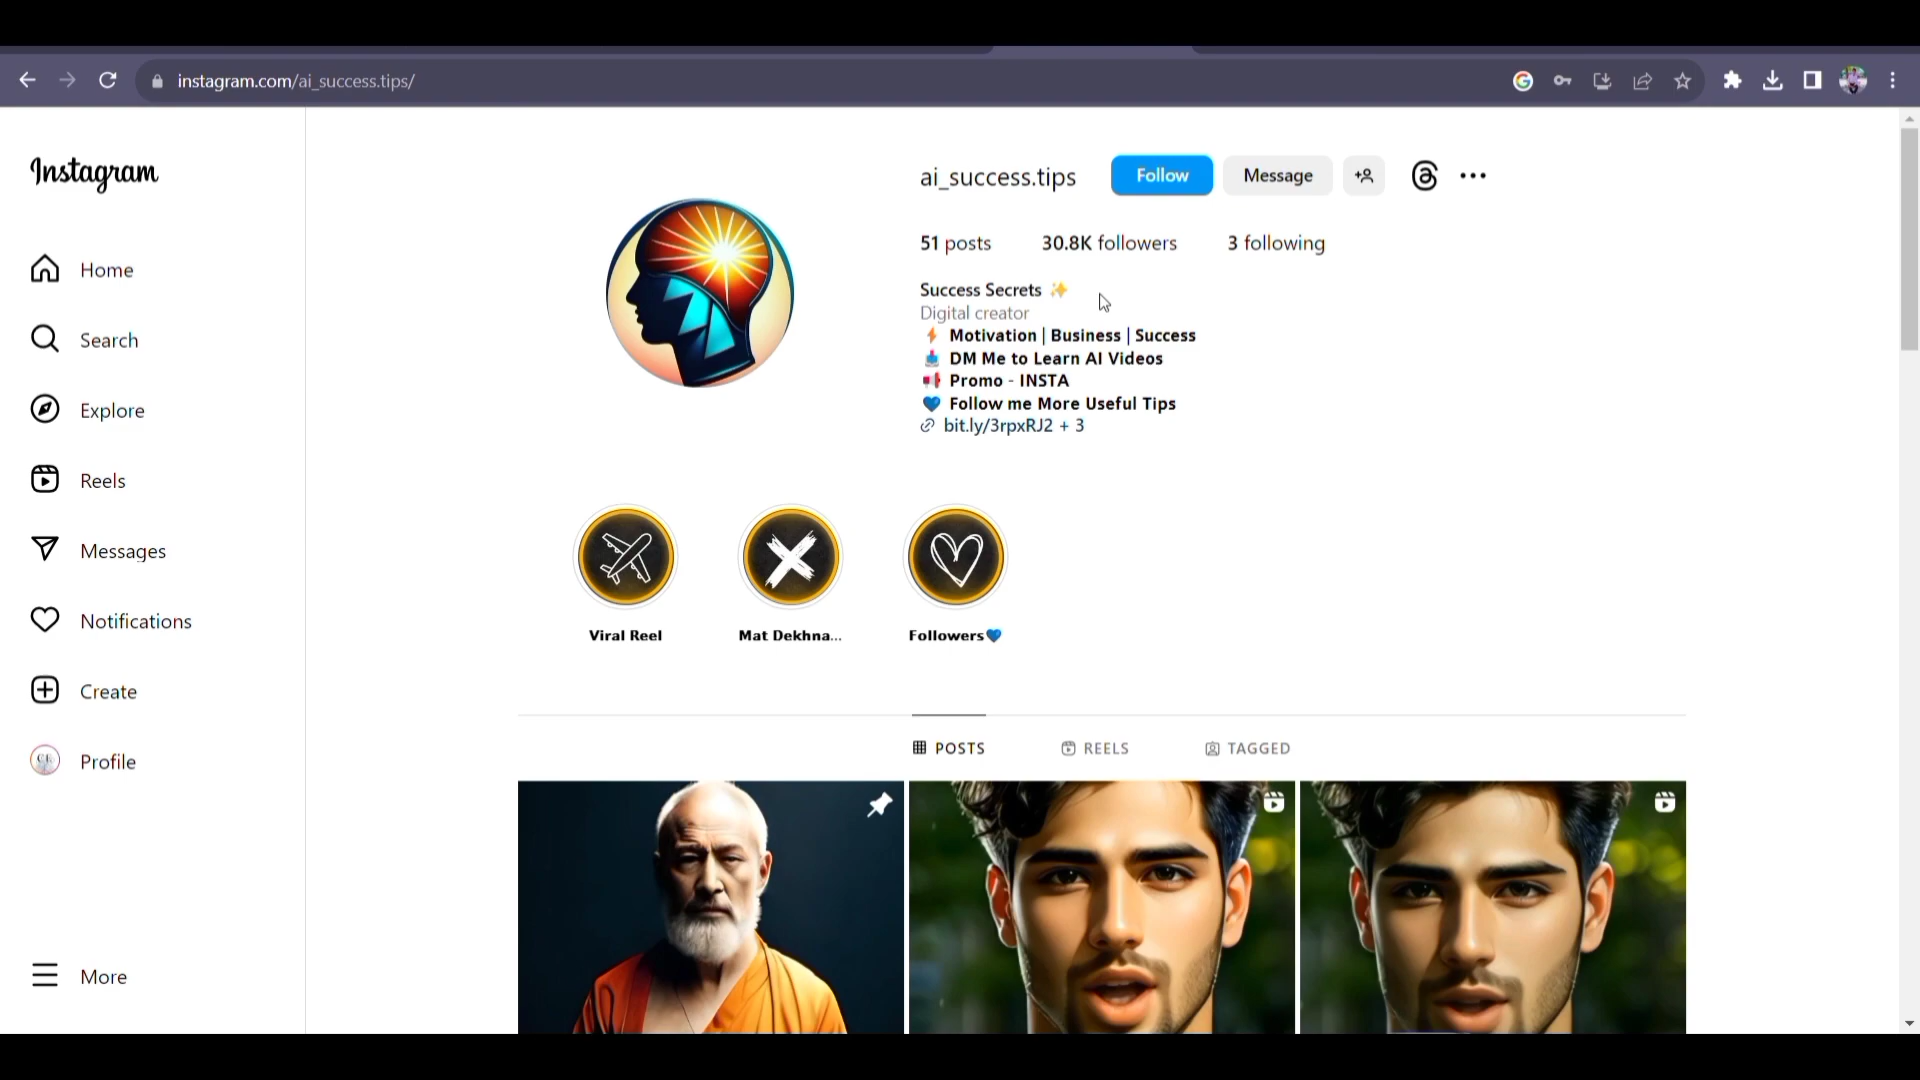 instagram.com/ai_success.tips/
Instagram
Home
Search
Explore
Reels
Messages
Notifications
Create
Profile
More
ai_success.tips
Follow
Message
51 posts
30.8K followers
3 following
Success Secrets ✨
Digital creator
⚡ Motivation | Business | Success
📥 DM Me to Learn AI Videos
📢 Promo - INSTA
💙 Follow me More Useful Tips
bit.ly/3rpxRJ2 + 3
Viral Reel
Mat Dekhna...
Followers💙
POSTS
REELS
TAGGED